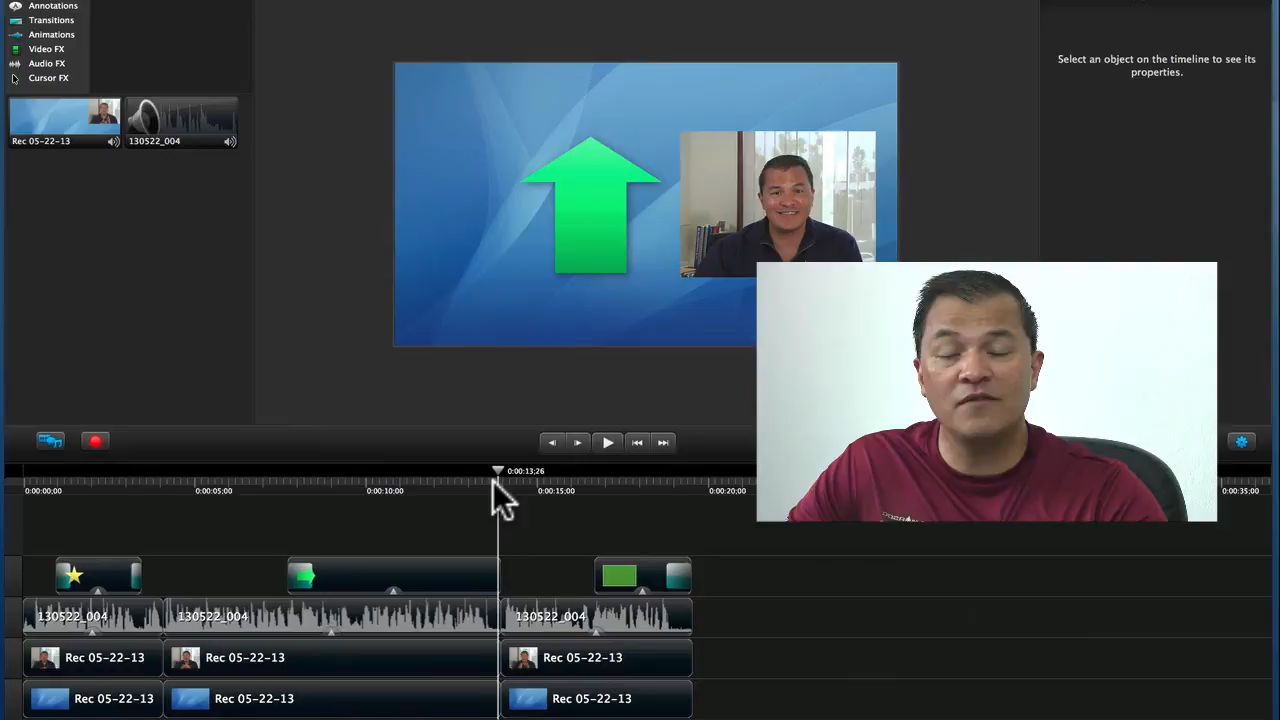 Annotations
Transitions
Animations
Video FX
Audio FX
Cursor FX
Rec 05-22-13
130522_004
Select an object on the timeline to see its
properties.
0:00:13;26
0:00:00;00
0:00:05;00
0:00:10;00
0:00:15;00
0:00:20;00
0:00:35;00
130522_004
130522_004
130522_004
Rec 05-22-13
Rec 05-22-13
Rec 05-22-13
Rec 05-22-13
Rec 05-22-13
Rec 05-22-13